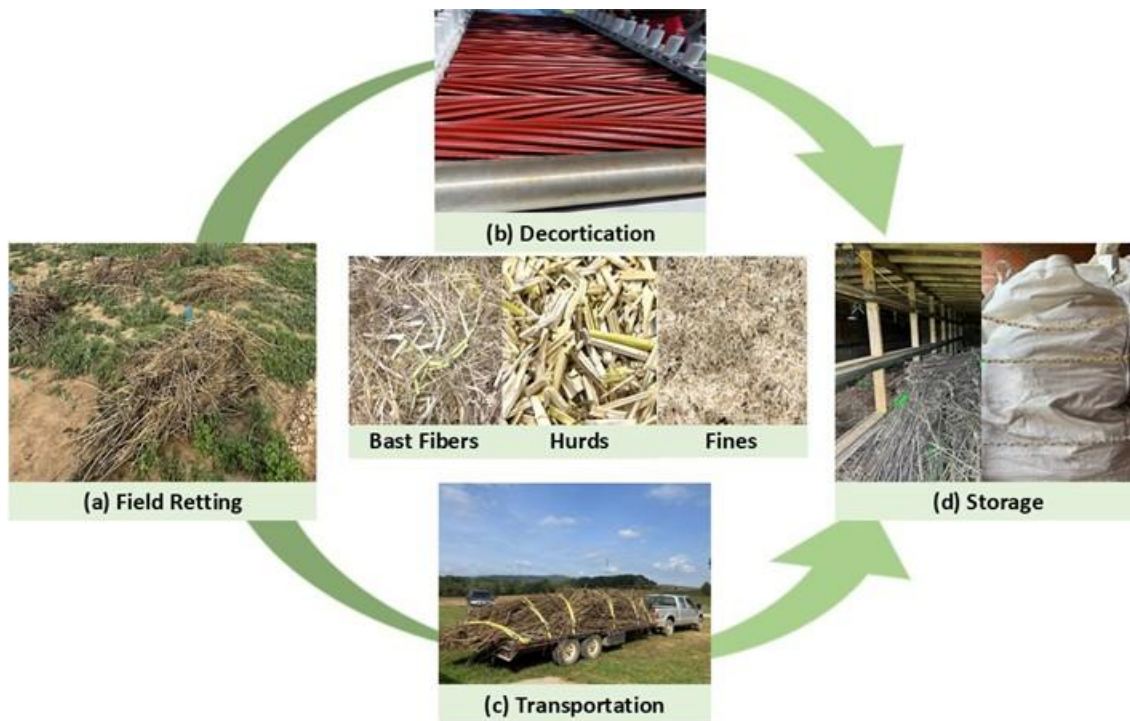 (b) Decortication
Bast Fibers
Hurds
Fines
(a) Field Retting
(d) Storage
(c) Transportation